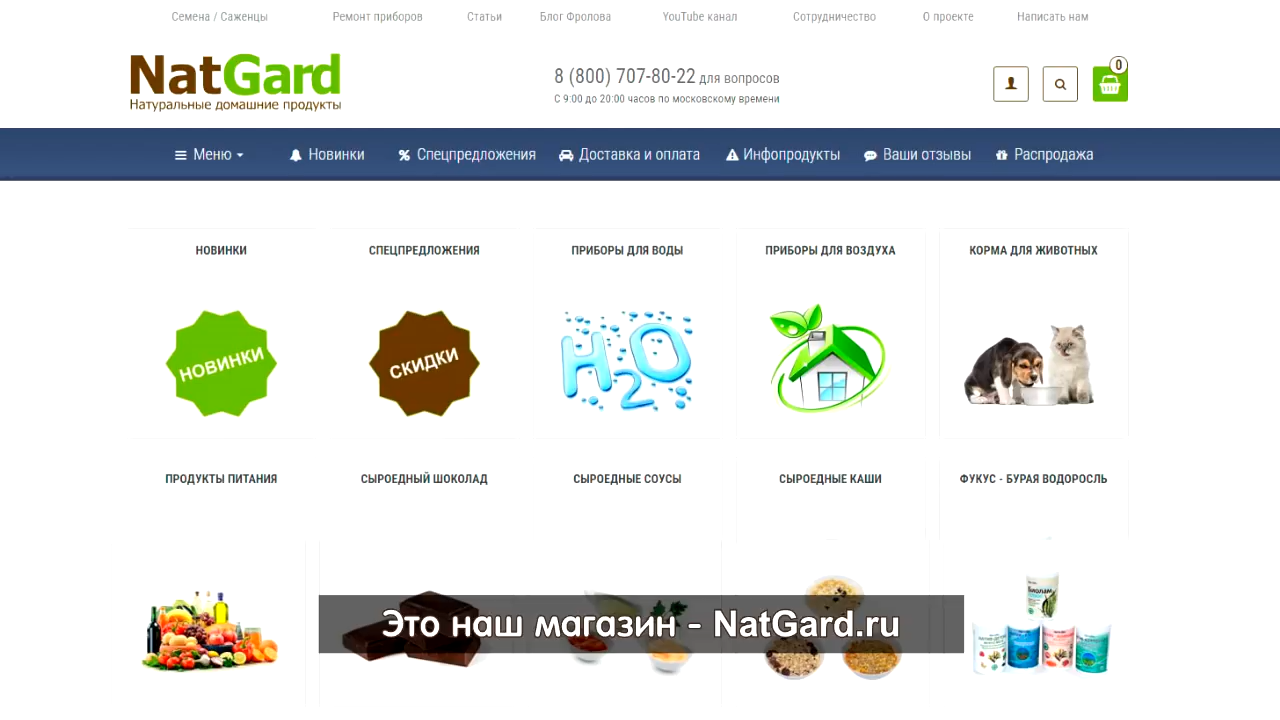 Семена / Саженцы Ремонт приборов Статьи Блог Фролова YouTube канал Сотрудничество О проекте Написать нам
NatGard
Натуральные домашние продукты
8 (800) 707-80-22 для вопросов
С 9:00 до 20:00 часов по московскому времени
0
Меню Новинки Спецпредложения Доставка и оплата Инфопродукты Ваши отзывы Распродажа
НОВИНКИ СПЕЦПРЕДЛОЖЕНИЯ ПРИБОРЫ ДЛЯ ВОДЫ ПРИБОРЫ ДЛЯ ВОЗДУХА КОРМА ДЛЯ ЖИВОТНЫХ
НОВИНКИ СКИДКИ H2O
ПРОДУКТЫ ПИТАНИЯ СЫРОЕДНЫЙ ШОКОЛАД СЫРОЕДНЫЕ СОУСЫ СЫРОЕДНЫЕ КАШИ ФУКУС - БУРАЯ ВОДОРОСЛЬ
Это наш магазин - NatGard.ru